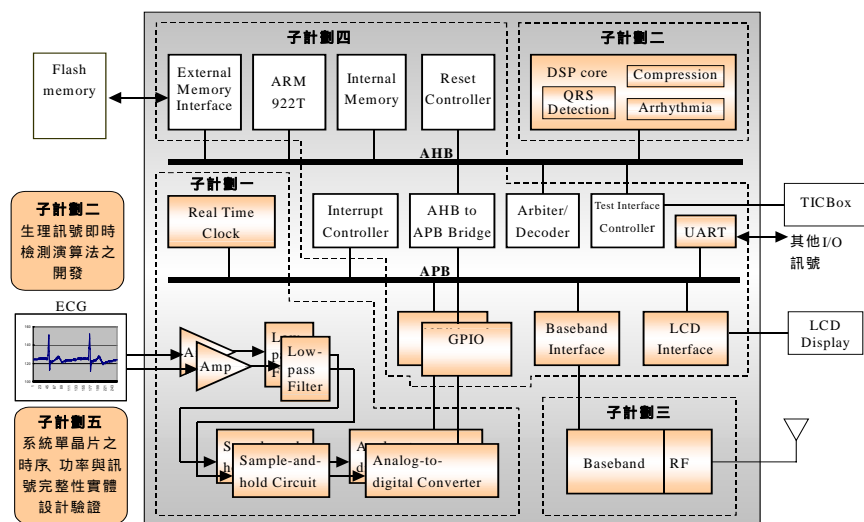 子計劃四
子計劃二
Flash
memory
External
Memory
Interface
ARM
922T
Internal
Memory
Reset
Controller
DSP core
Compression
QRS
Detection
Arrhythmia
AHB
子計劃一
Real Time
Clock
Interrupt
Controller
AHB to
APB Bridge
Arbiter/
Decoder
Test Interface
Controller
UART
TICBox
其他I/O
訊號
子計劃二
生理訊號即時
檢測演算法之
開發
APB
ECG
A
Amp
Low-
pass
Filter
GPIO
Baseband
Interface
LCD
Interface
LCD
Display
子計劃五
系統單晶片之
時序、功率與訊
號完整性實體
設計驗證
Sample-and-
hold Circuit
Analog-to-
digital Converter
子計劃三
Baseband
RF